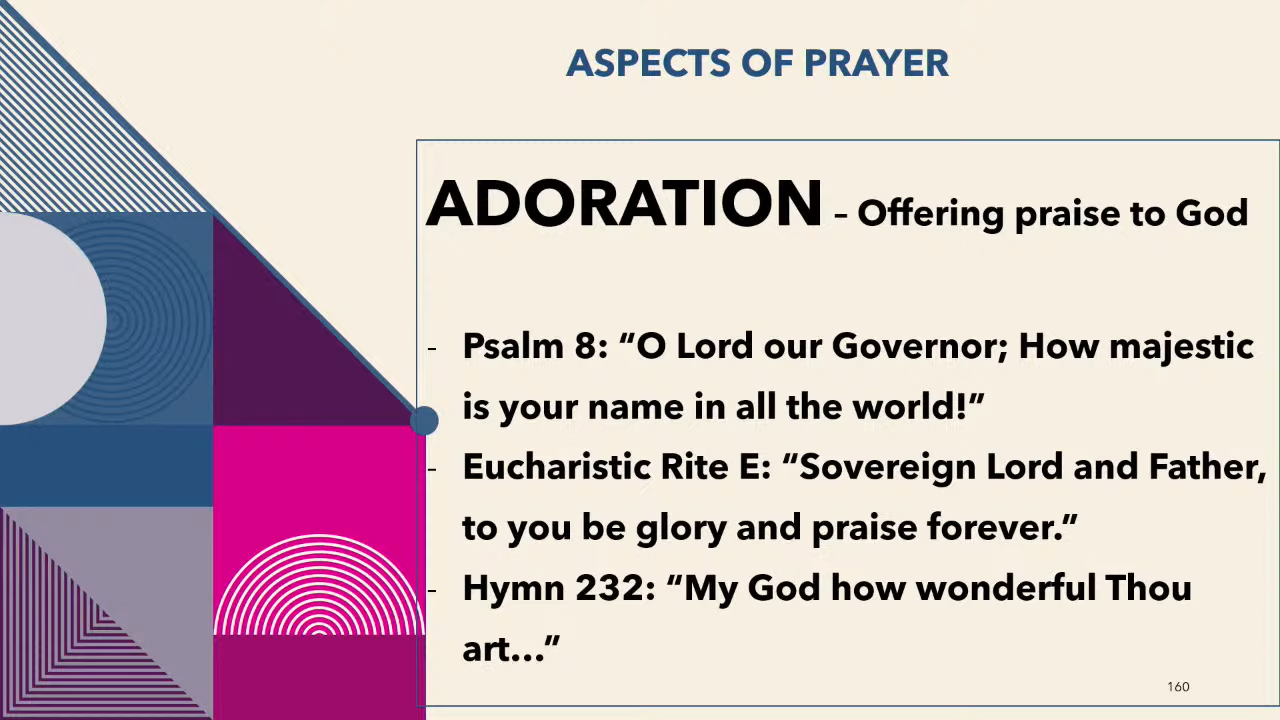 ASPECTS OF PRAYER
ADORATION – Offering praise to God
- Psalm 8: “O Lord our Governor; How majestic
is your name in all the world!”
- Eucharistic Rite E: “Sovereign Lord and Father,
to you be glory and praise forever.”
- Hymn 232: “My God how wonderful Thou
art...”
160